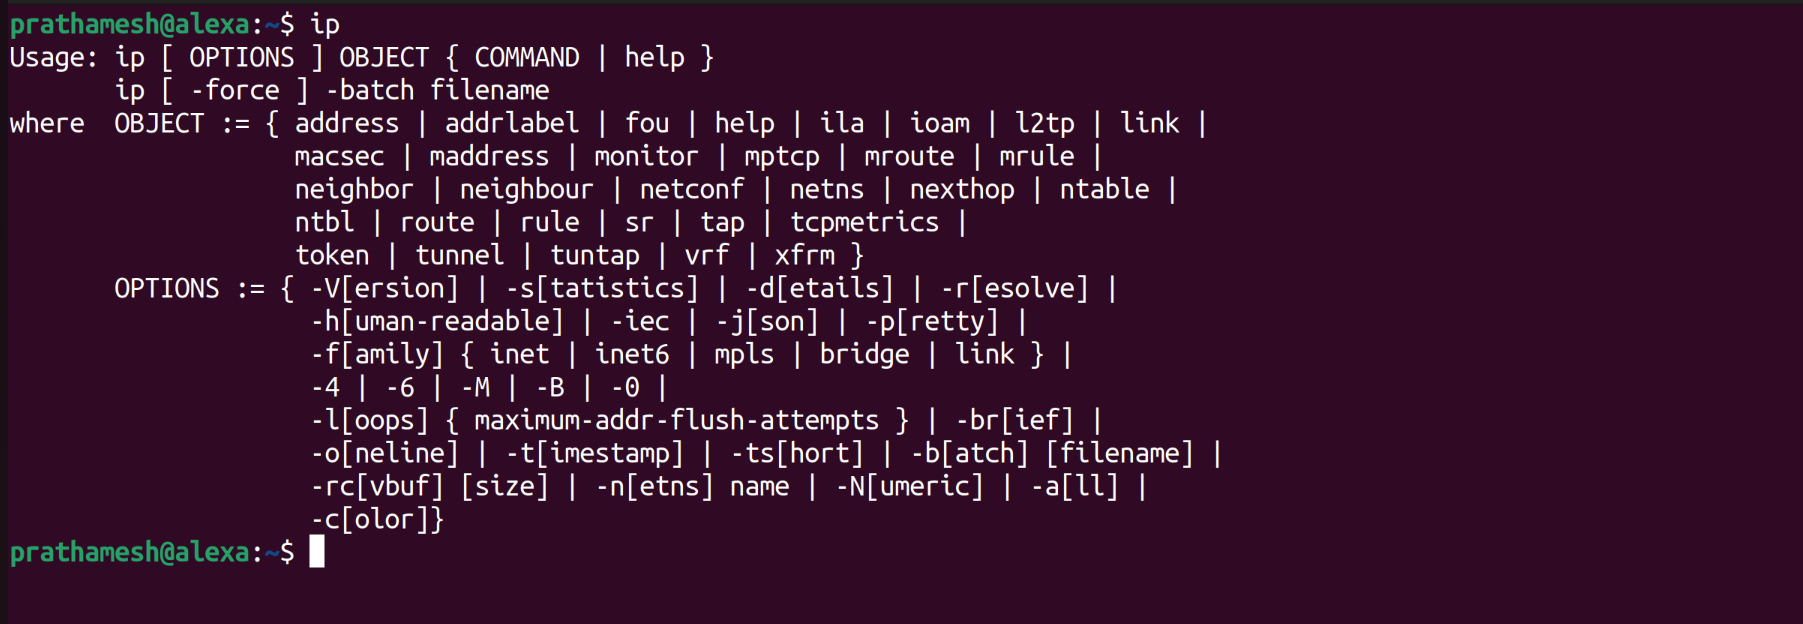 prathamesh@alexa:~$ ip
Usage: ip [ OPTIONS ] OBJECT { COMMAND | help }
       ip [ -force ] -batch filename
where  OBJECT := { address | addrlabel | fou | help | ila | ioam | l2tp | link |
                   macsec | maddress | monitor | mptcp | mroute | mrule |
                   neighbor | neighbour | netconf | netns | nexthop | ntable |
                   ntbl | route | rule | sr | tap | tcpmetrics |
                   token | tunnel | tuntap | vrf | xfrm }
       OPTIONS := { -V[ersion] | -s[tatistics] | -d[etails] | -r[esolve] |
                    -h[uman-readable] | -iec | -j[son] | -p[retty] |
                    -f[amily] { inet | inet6 | mpls | bridge | link } |
                    -4 | -6 | -M | -B | -0 |
                    -l[oops] { maximum-addr-flush-attempts } | -br[ief] |
                    -o[neline] | -t[imestamp] | -ts[hort] | -b[atch] [filename] |
                    -rc[vbuf] [size] | -n[etns] name | -N[umeric] | -a[ll] |
                    -c[olor]}
prathamesh@alexa:~$